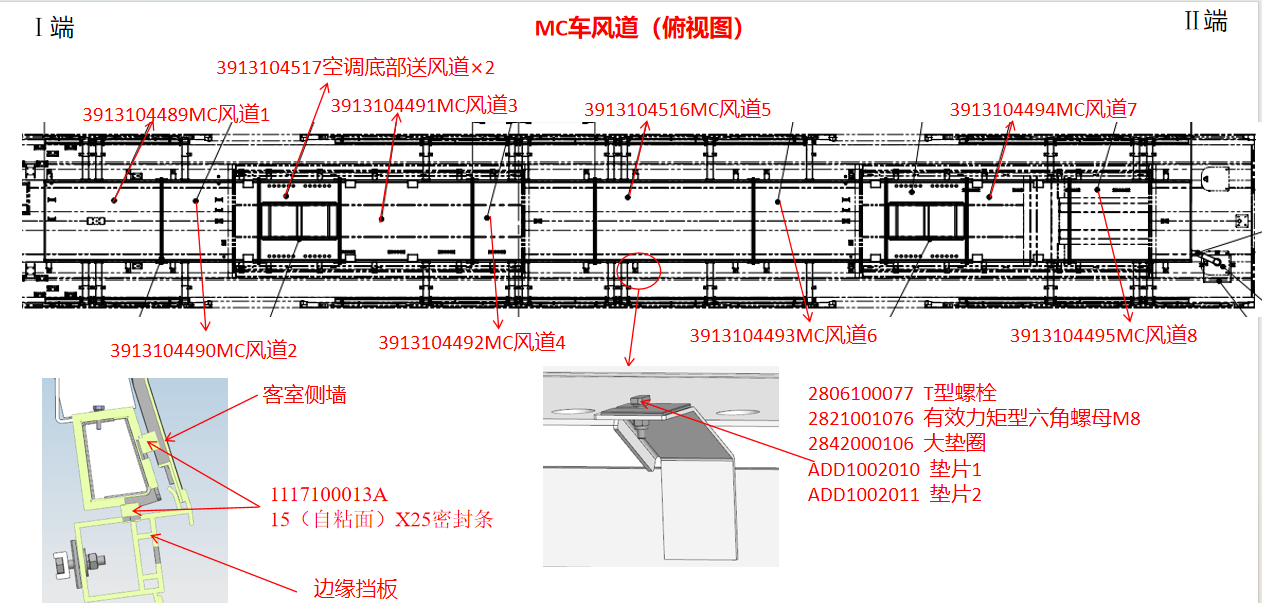 Ⅰ端
MC车风道（俯视图）
Ⅱ端
3913104517空调底部送风道×2
3913104489MC风道1
3913104491MC风道3
3913104516MC风道5
3913104494MC风道7
3913104490MC风道2
3913104492MC风道4
3913104493MC风道6
3913104495MC风道8
客室侧墙
1117100013A
15（自粘面）X25密封条
边缘挡板
2806100077 T型螺栓
2821001076 有效力矩型六角螺母M8
2842000106 大垫圈
ADD1002010 垫片1
ADD1002011 垫片2